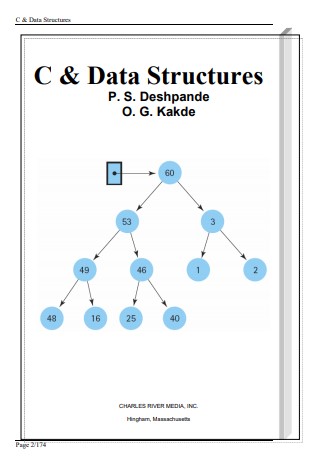 C & Data Structures
C & Data Structures
P. S. Deshpande
O. G. Kakde
60
53 3
49 46 1 2
48 16 25 40
CHARLES RIVER MEDIA, INC.
Hingham, Massachusetts
Page 2/174